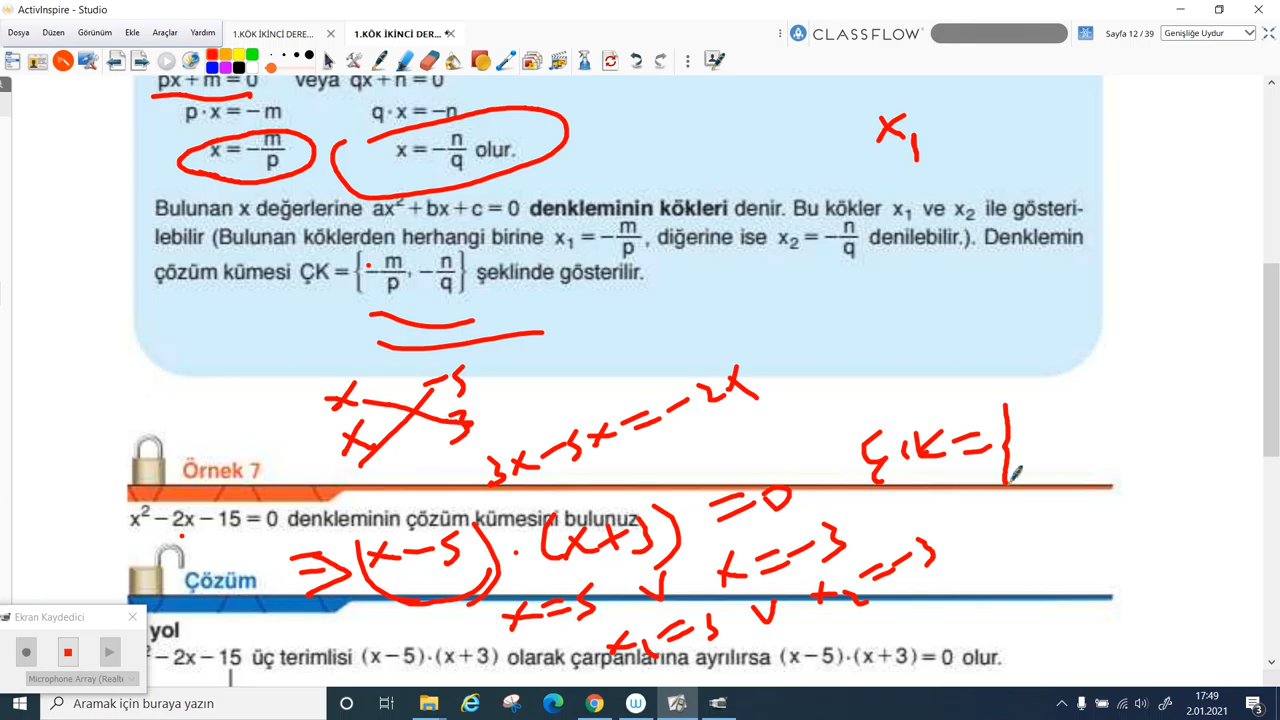 ActivInspire - Studio
Dosya Düzen Görünüm Ekle Araçlar Yardım
1.KÖK İKİNCİ DERE...
1.KÖK İKİNCİ DER...
CLASSFLOW
Sayfa 12 / 39
Genişliğe Uydur
px + m = 0 veya qx + n = 0
p · x = − m q · x = − n
x = − m/p x = − n/q olur.
x₁
Bulunan x değerlerine ax² + bx + c = 0 denkleminin kökleri denir. Bu kökler x₁ ve x₂ ile gösteri-
lebilir (Bulunan köklerden herhangi birine x₁ = − m/p, diğerine ise x₂ = − n/q denilebilir.). Denklemin
çözüm kümesi ÇK = { − m/p, − n/q } şeklinde gösterilir.
x −5
x 3
3x − 5x = −2x
Ç.K = {
Örnek 7
x² − 2x − 15 = 0 denkleminin çözüm kümesini bulunuz
= 0
⇒ (x − 5) · (x + 3)
Çözüm
x = 5 v x = −3
x₁ = 5 v x₂ = −3
yol
² − 2x − 15 üç terimlisi (x − 5) · (x + 3) olarak çarpanlarına ayrılırsa (x − 5) · (x + 3) = 0 olur.
Ekran Kaydedici
Microphone Array (Realte
Aramak için buraya yazın
17:49
2.01.2021
3